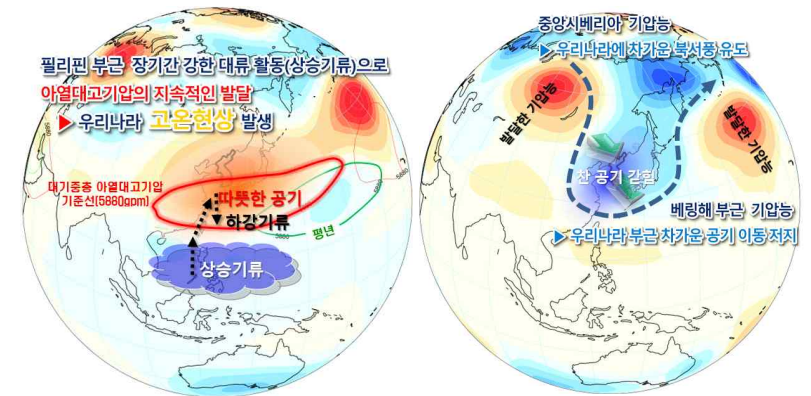 필리핀 부근 장기간 강한 대류 활동(상승기류)으로
아열대고기압의 지속적인 발달
▶ 우리나라 고온현상 발생
5880
5880
대기중층 아열대고기압
기준선(5880gpm)
따뜻한 공기
하강기류
5880
5880
평년
상승기류
중앙시베리아 기압능
▶ 우리나라에 차가운 북서풍 유도
발달한 기압능
발달한 기압능
찬 공기 갇힘
베링해 부근 기압능
▶ 우리나라 부근 차가운 공기 이동 저지